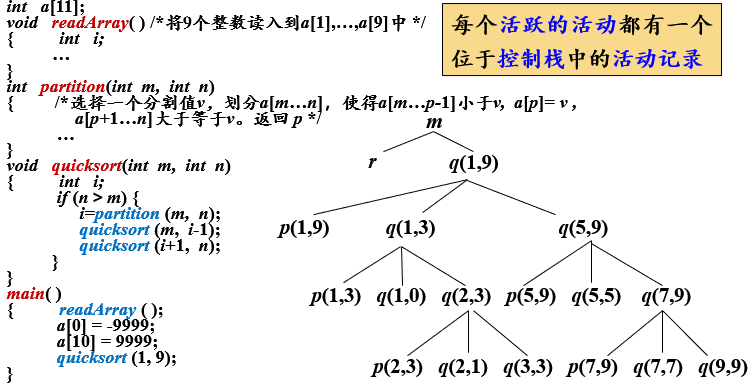 int a[11];
void readArray( ) /*将9个整数读入到a[1],…,a[9]中 */
{ int i;
…
}
int partition(int m, int n)
{ /*选择一个分割值v，划分a[m…n]，使得a[m…p-1]小于v, a[p]= v ,
a[p+1…n]大于等于v。返回 p */
…
}
void quicksort(int m, int n)
{ int i;
if (n > m) {
i=partition (m, n);
quicksort (m, i-1);
quicksort (i+1, n);
}
}
main( )
{ readArray ( );
a[0] = -9999;
a[10] = 9999;
quicksort (1, 9);
}
每个活跃的活动都有一个
位于控制栈中的活动记录
m
r q(1,9)
p(1,9) q(1,3) q(5,9)
p(1,3) q(1,0) q(2,3) p(5,9) q(5,5) q(7,9)
p(2,3) q(2,1) q(3,3) p(7,9) q(7,7) q(9,9)